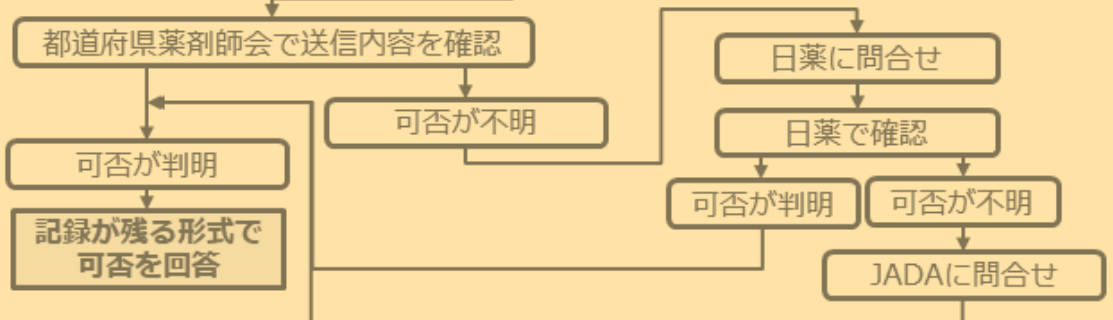 都道府県薬剤師会で送信内容を確認
可否が不明
可否が判明
記録が残る形式で
可否を回答
日薬に問合せ
日薬で確認
可否が判明
可否が不明
JADAに問合せ